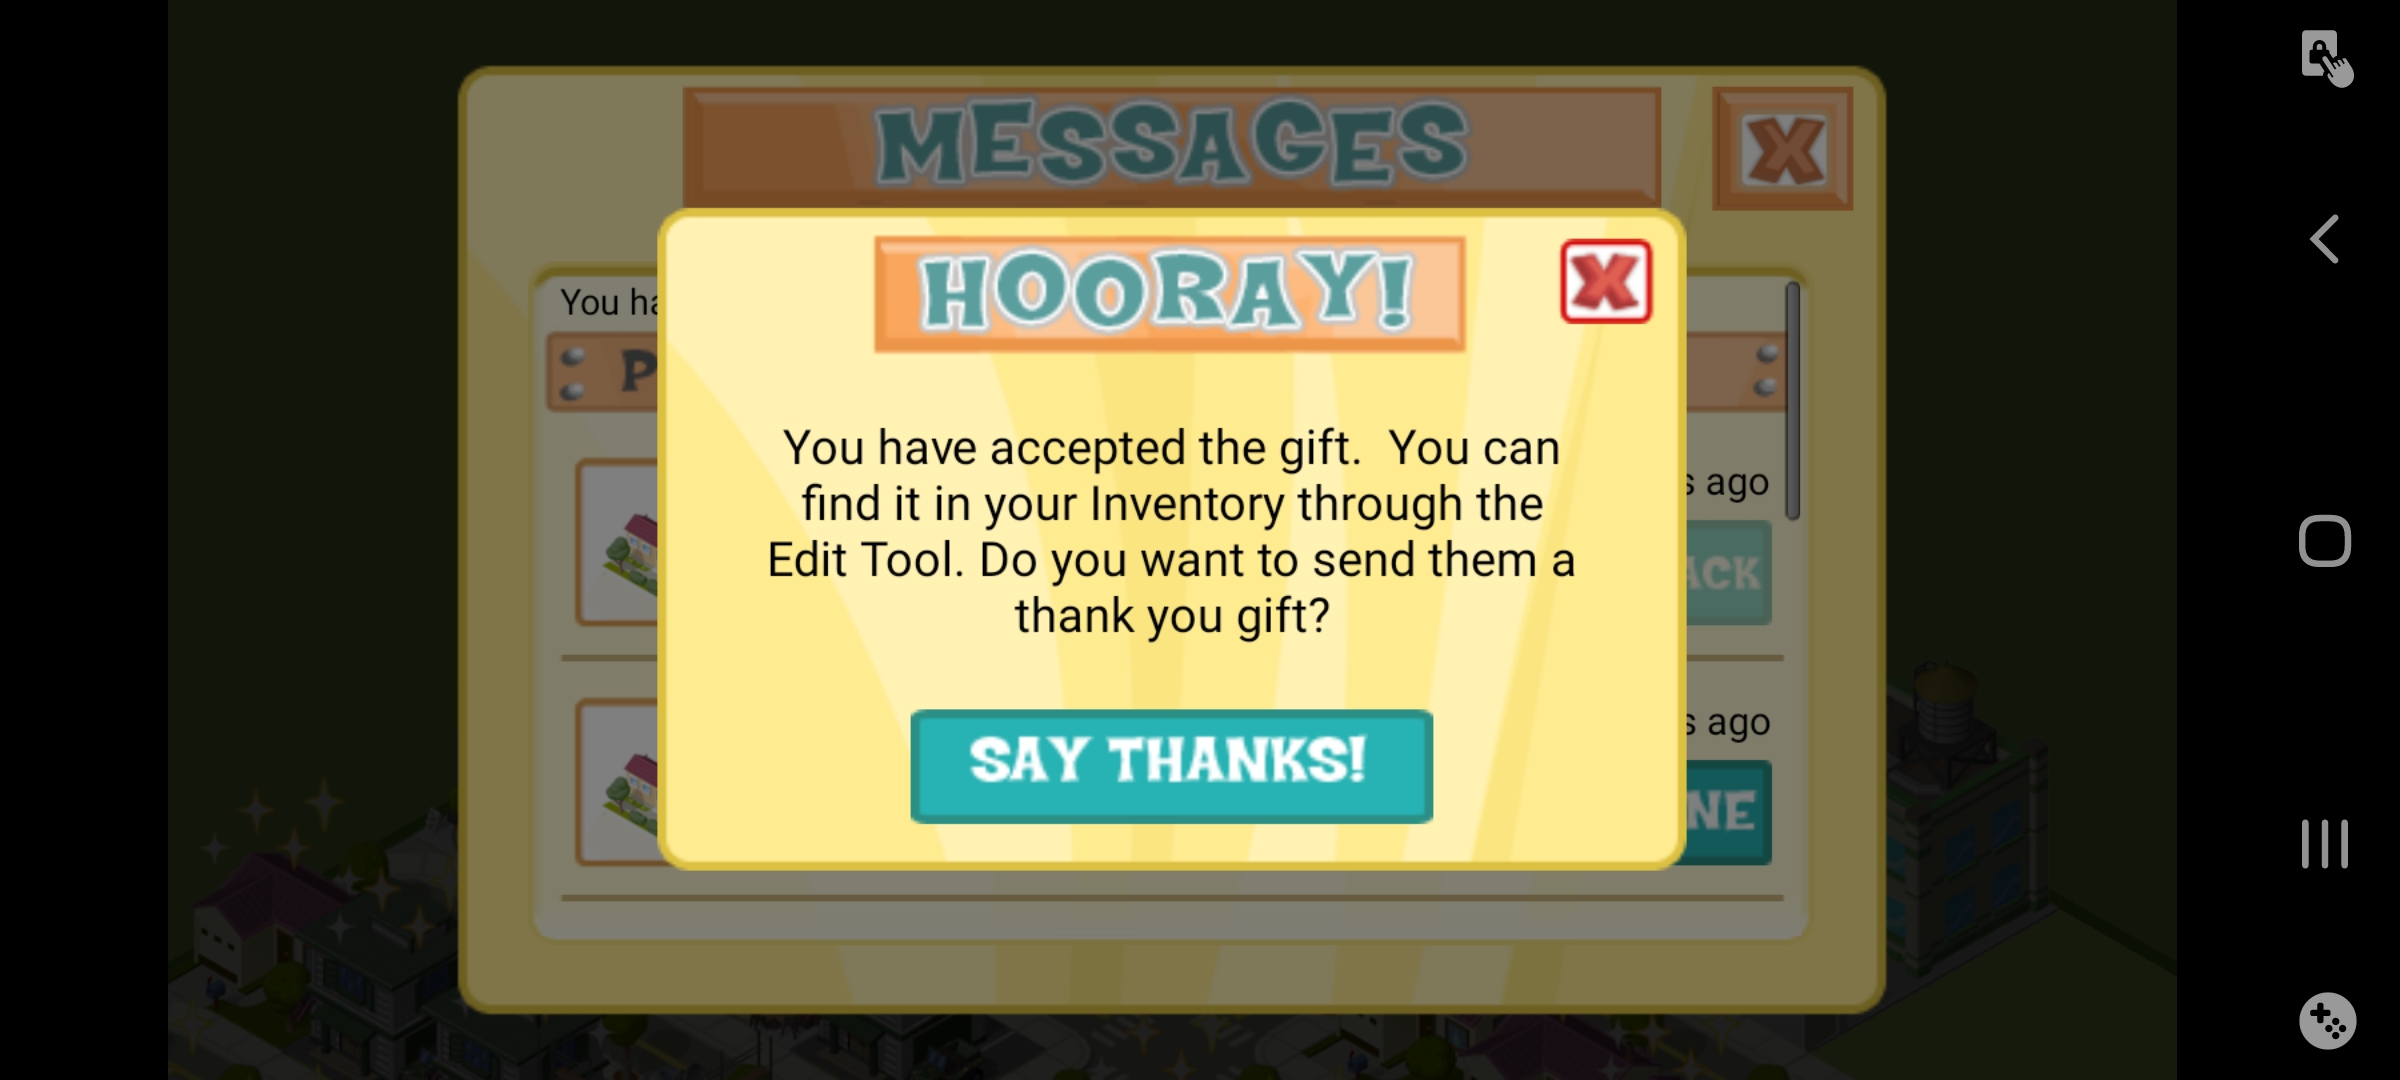 MESSAGES
HOORAY!
You have accepted the gift. You can
find it in your Inventory through the
Edit Tool. Do you want to send them a
thank you gift?
SAY THANKS!
You
ago
ago